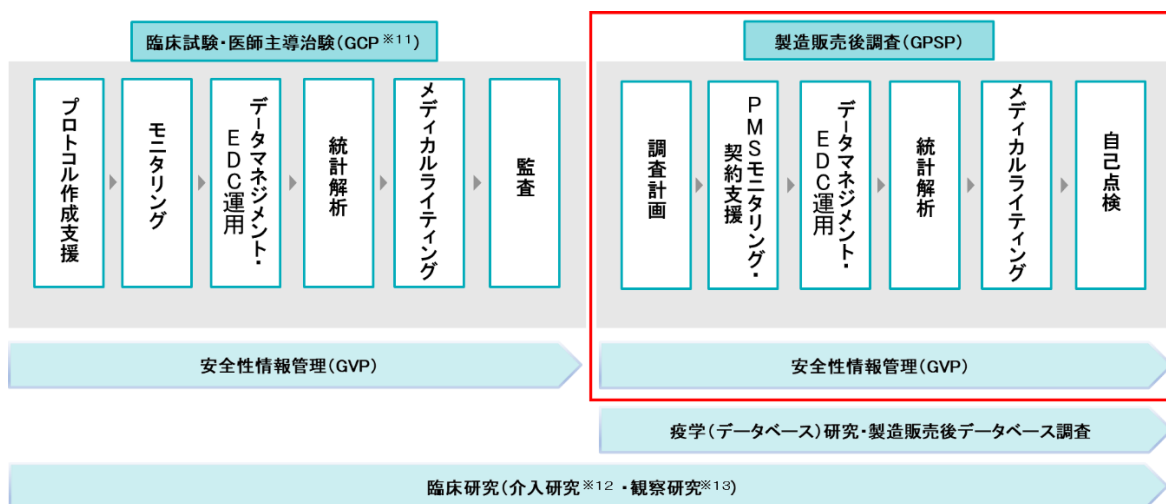 臨床試験・医師主導治験(GCP※11)
プロトコル作成支援
モニタリング
データマネジメント・
EDC運用
統計解析
メディカルライティング
監査
安全性情報管理(GVP)
製造販売後調査(GPSP)
調査計画
PMSモニタリング・
契約支援
データマネジメント・
EDC運用
統計解析
メディカルライティング
自己点検
安全性情報管理(GVP)
疫学(データベース)研究・製造販売後データベース調査
臨床研究(介入研究※12・観察研究※13)